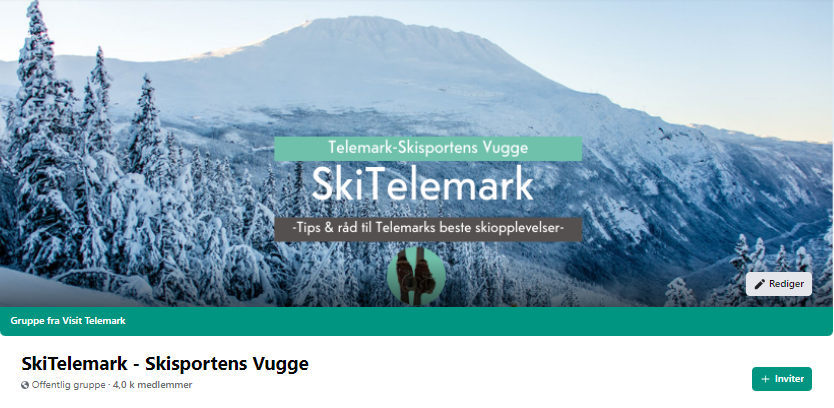 Telemark-Skisportens Vugge
SkiTelemark
-Tips & råd til Telemarks beste skiopplevelser-
Rediger
Gruppe fra Visit Telemark
SkiTelemark - Skisportens Vugge
Offentlig gruppe · 4,0 k medlemmer
+ Inviter